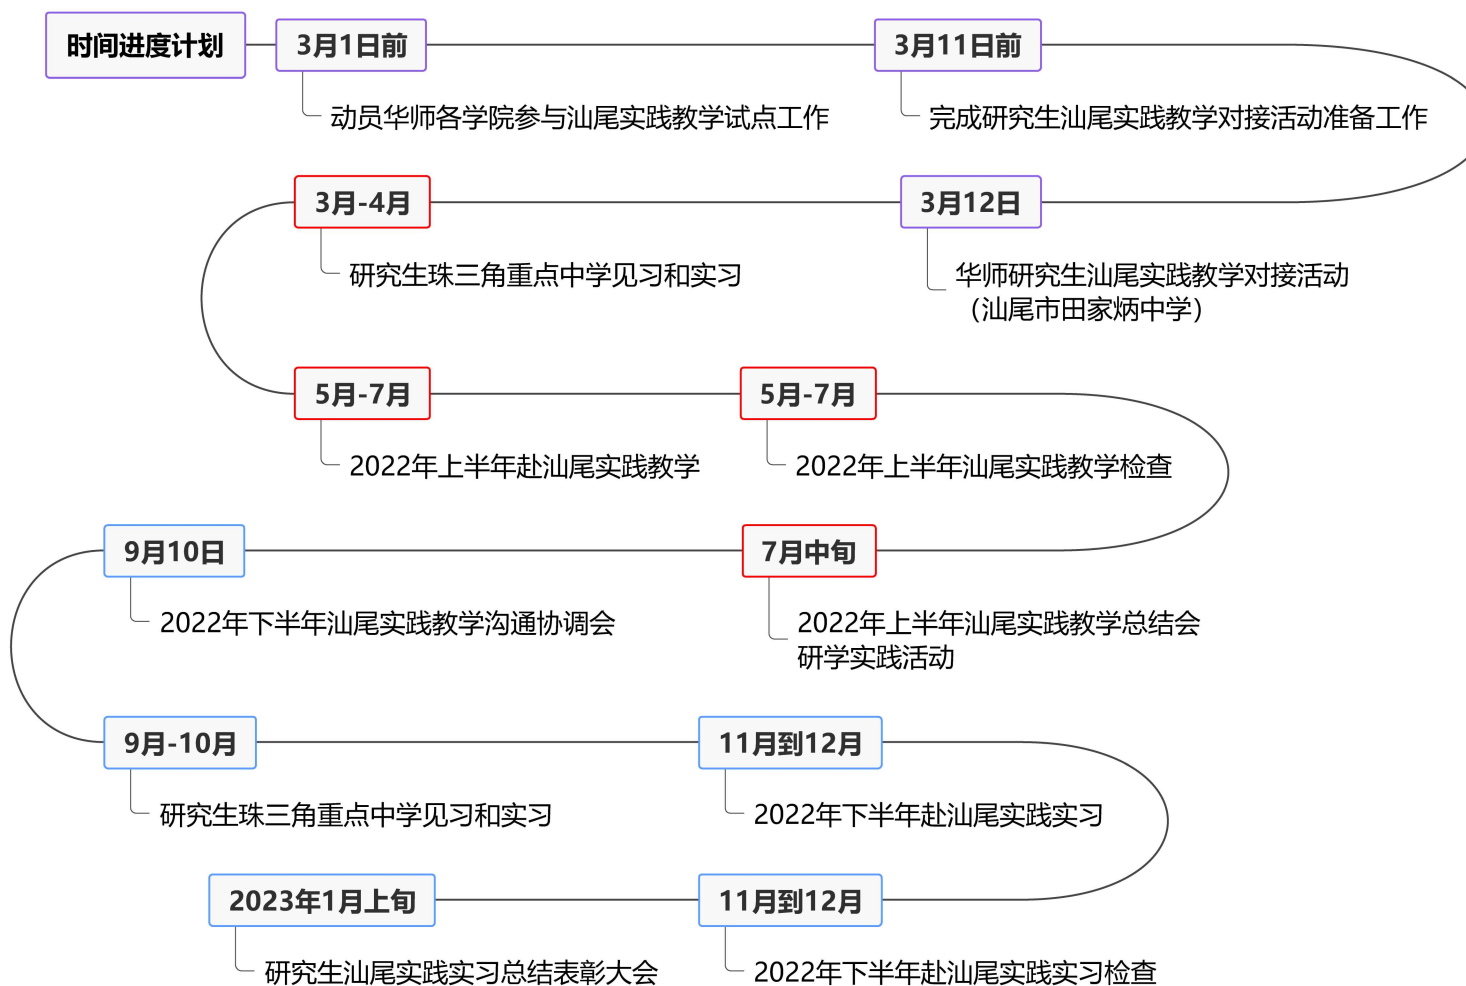 时间进度计划
3月1日前
动员华师各学院参与汕尾实践教学试点工作
3月11日前
完成研究生汕尾实践教学对接活动准备工作
3月12日
华师研究生汕尾实践教学对接活动
（汕尾市田家炳中学）
3月-4月
研究生珠三角重点中学见习和实习
5月-7月
2022年上半年赴汕尾实践教学
5月-7月
2022年上半年汕尾实践教学检查
7月中旬
2022年上半年汕尾实践教学总结会
研学实践活动
9月10日
2022年下半年汕尾实践教学沟通协调会
9月-10月
研究生珠三角重点中学见习和实习
11月到12月
2022年下半年赴汕尾实践实习
11月到12月
2022年下半年赴汕尾实践实习检查
2023年1月上旬
研究生汕尾实践实习总结表彰大会